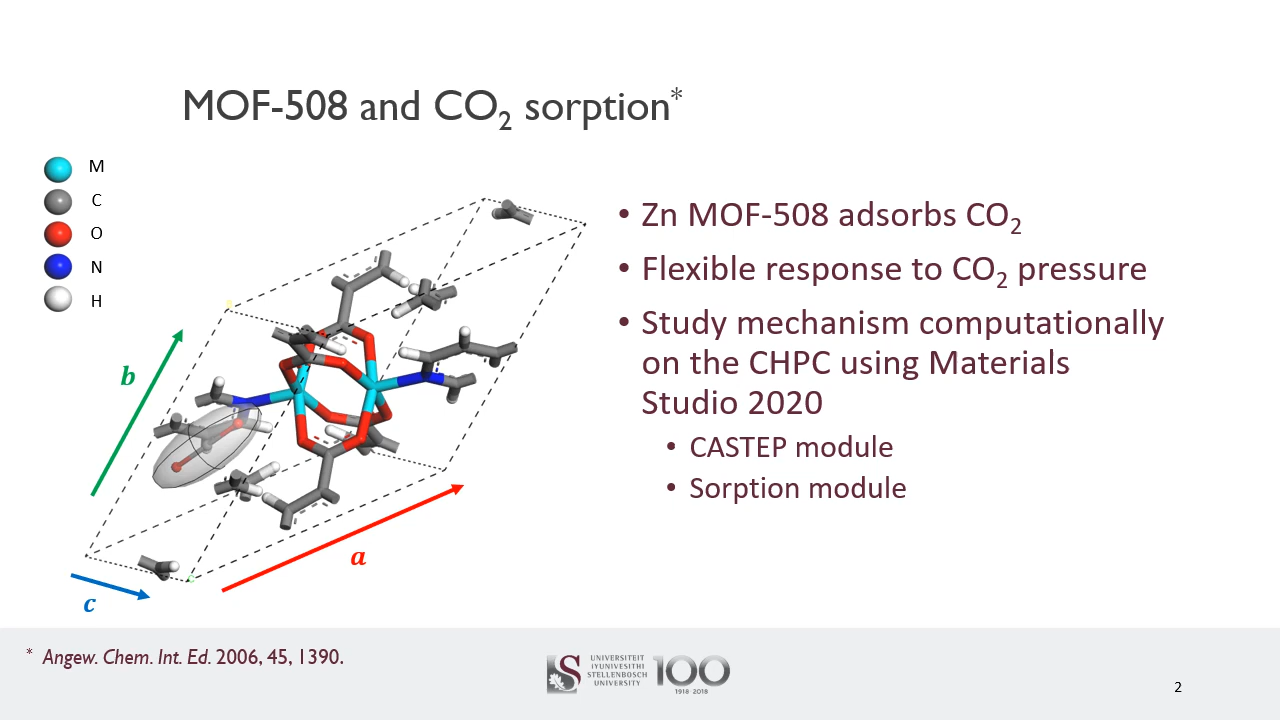 MOF-508 and CO₂ sorption*
M
C
O
N
H
b
a
c
• Zn MOF-508 adsorbs CO₂
• Flexible response to CO₂ pressure
• Study mechanism computationally
on the CHPC using Materials
Studio 2020
• CASTEP module
• Sorption module
* Angew. Chem. Int. Ed. 2006, 45, 1390.
UNIVERSITEIT
IYUNIVESITHI
STELLENBOSCH
UNIVERSITY
100
1918·2018
2